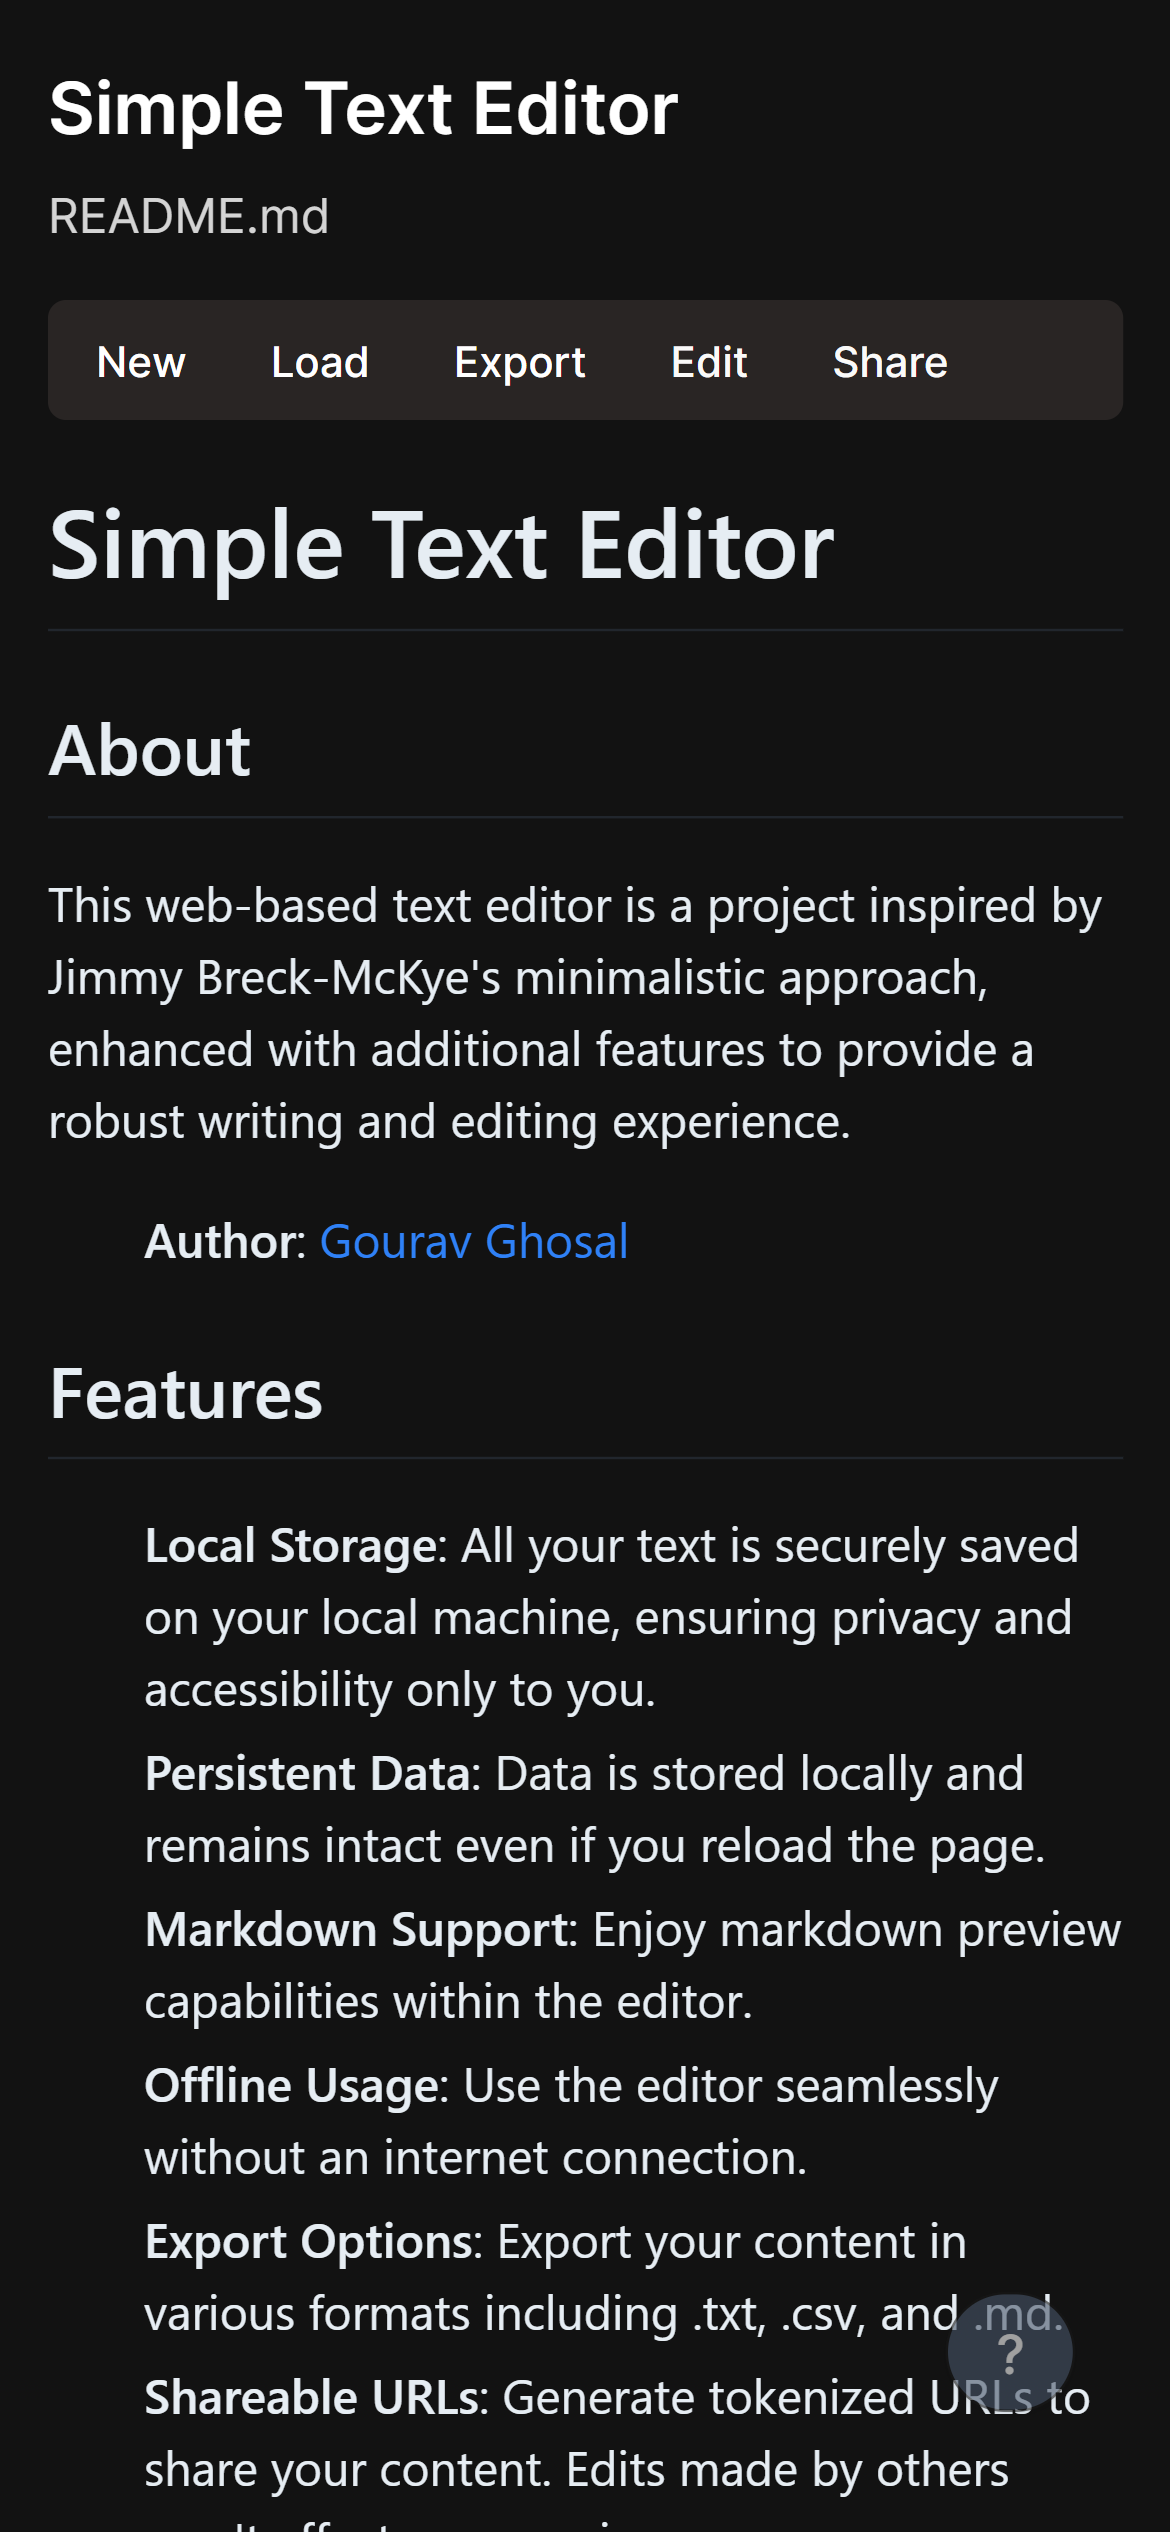 Simple Text Editor
README.md
New Load Export Edit Share
Simple Text Editor
About
This web-based text editor is a project inspired by
Jimmy Breck-McKye's minimalistic approach,
enhanced with additional features to provide a
robust writing and editing experience.
Author: Gourav Ghosal
Features
Local Storage: All your text is securely saved
on your local machine, ensuring privacy and
accessibility only to you.
Persistent Data: Data is stored locally and
remains intact even if you reload the page.
Markdown Support: Enjoy markdown preview
capabilities within the editor.
Offline Usage: Use the editor seamlessly
without an internet connection.
Export Options: Export your content in
various formats including .txt, .csv, and .md.
?
Shareable URLs: Generate tokenized URLs to
share your content. Edits made by others